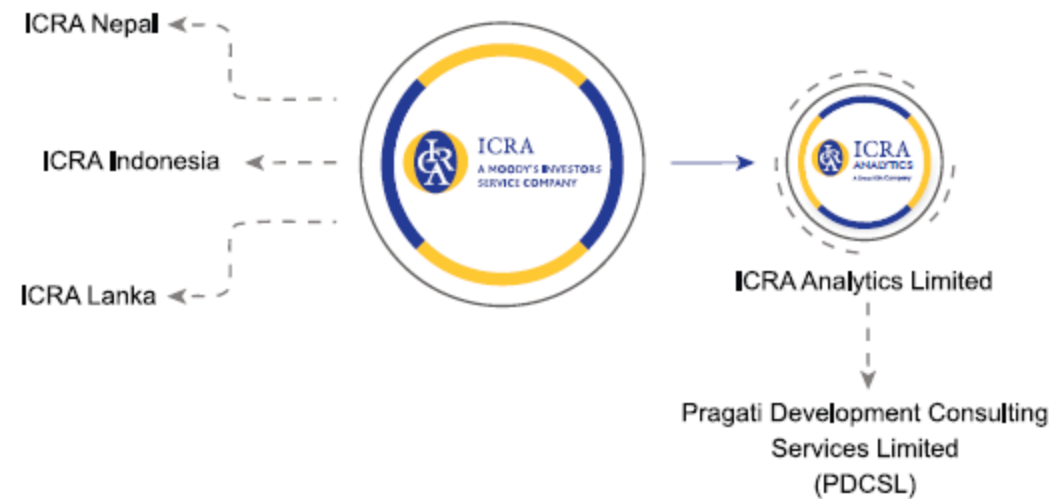 ICRA Nepal
ICRA Indonesia
ICRA Lanka
ICRA
A MOODY'S INVESTORS
SERVICE COMPANY
ICRA
ANALYTICS
ICRA Analytics Limited
Pragati Development Consulting
Services Limited
(PDCSL)